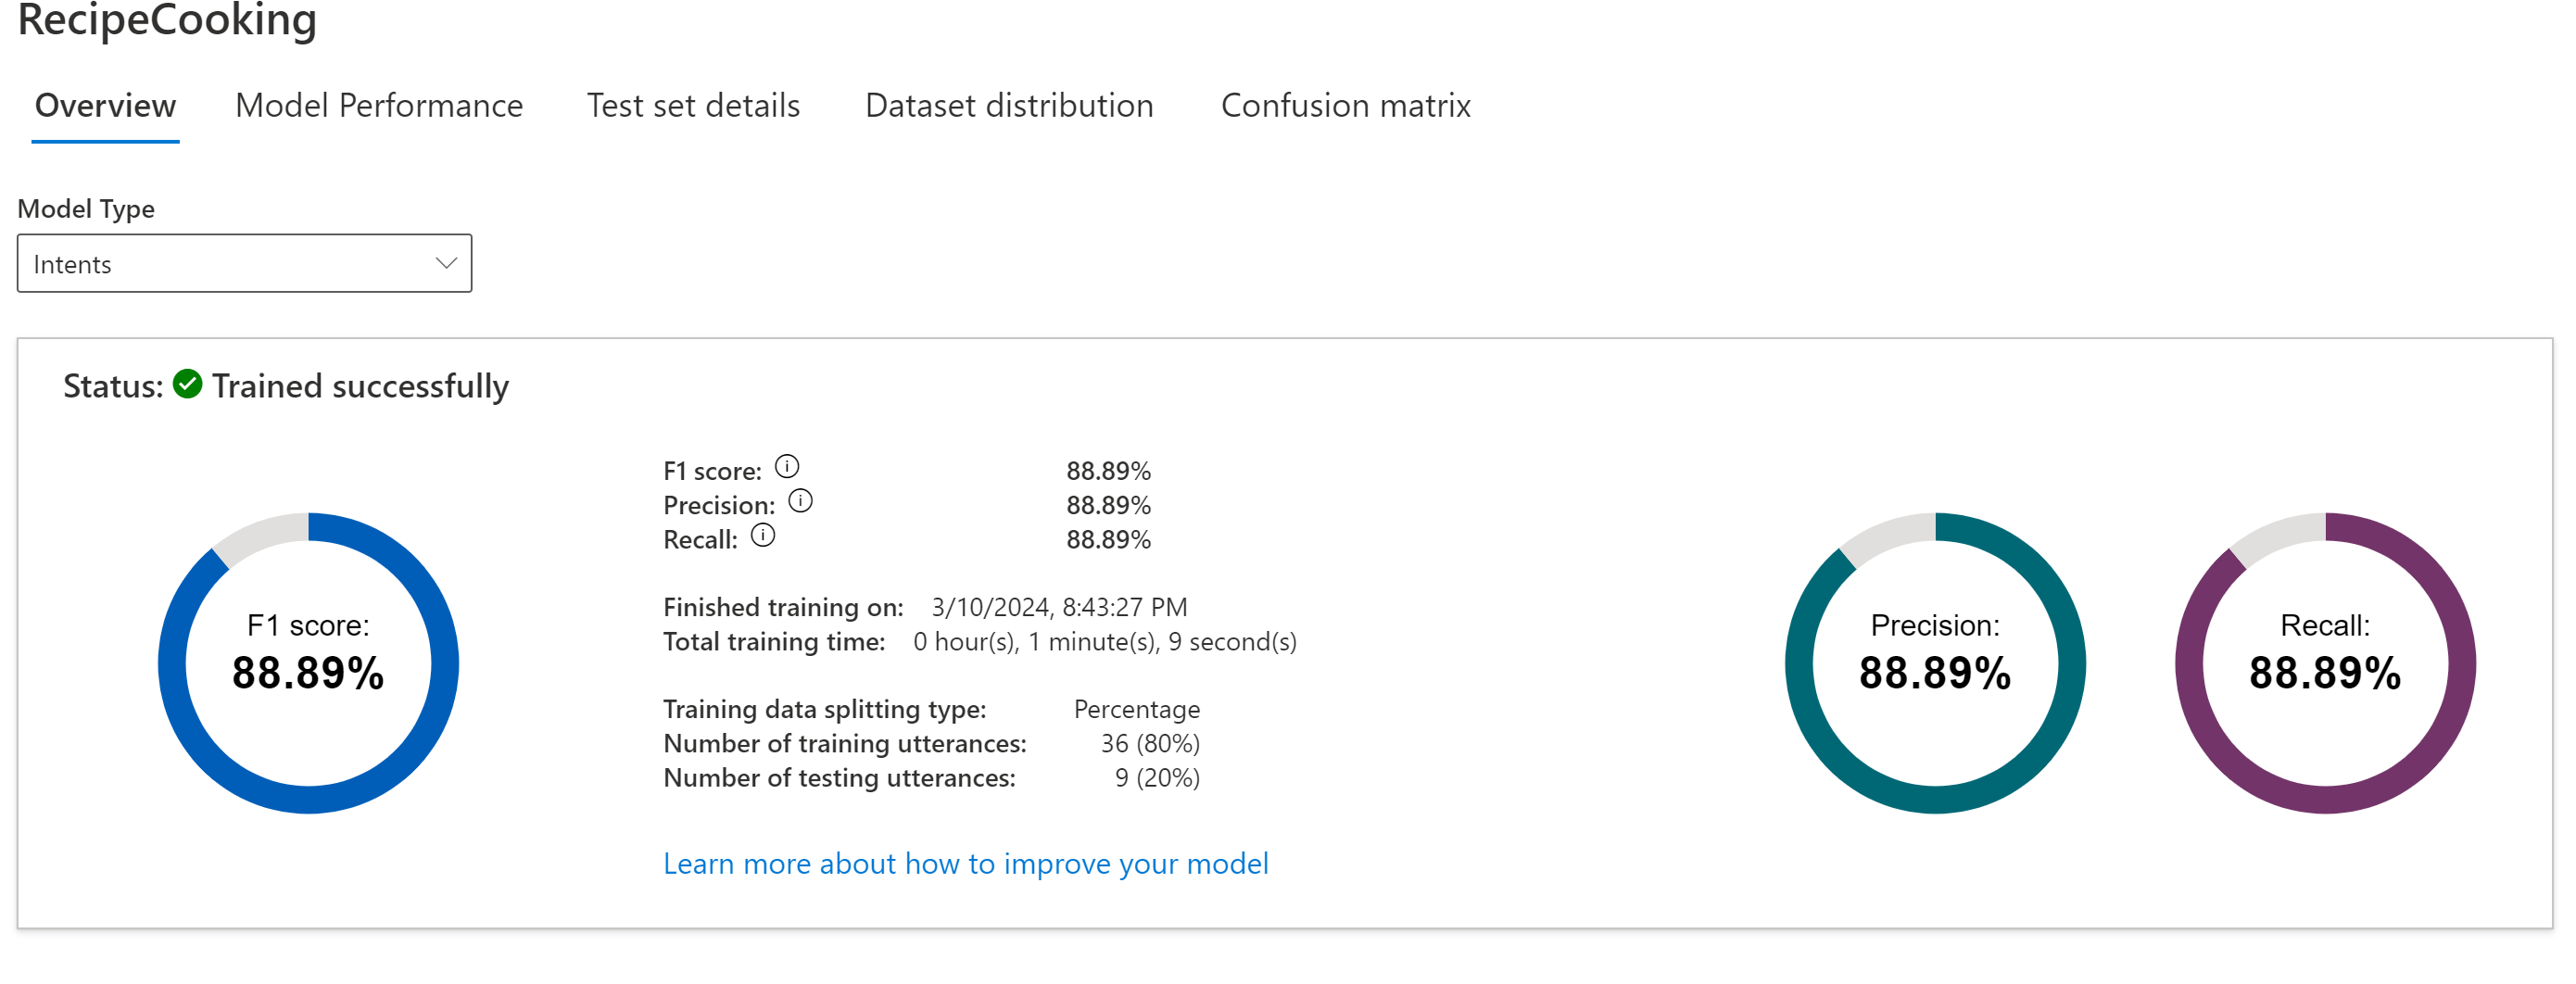 RecipeCooking
Overview Model Performance Test set details Dataset distribution Confusion matrix
Model Type
Intents
Status: Trained successfully
F1 score: 88.89%
Precision: 88.89%
Recall: 88.89%
Finished training on: 3/10/2024, 8:43:27 PM
Total training time: 0 hour(s), 1 minute(s), 9 second(s)
Training data splitting type: Percentage
Number of training utterances: 36 (80%)
Number of testing utterances: 9 (20%)
Learn more about how to improve your model
F1 score:
88.89%
Precision:
88.89%
Recall:
88.89%